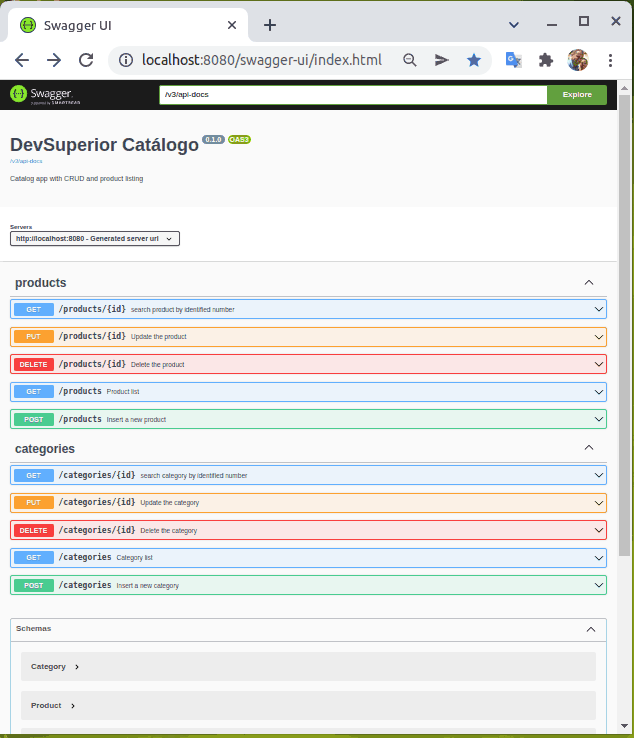 Swagger UI
localhost:8080/swagger-ui/index.html
Swagger.
/v3/api-docs
Explore
DevSuperior Catálogo 0.1.0 OAS3
/v3/api-docs
Catalog app with CRUD and product listing
Servers
http://localhost:8080 - Generated server url
products
GET /products/{id} search product by identified number
PUT /products/{id} Update the product
DELETE /products/{id} Delete the product
GET /products Product list
POST /products Insert a new product
categories
GET /categories/{id} search category by identified number
PUT /categories/{id} Update the category
DELETE /categories/{id} Delete the category
GET /categories Category list
POST /categories Insert a new category
Schemas
Category
Product